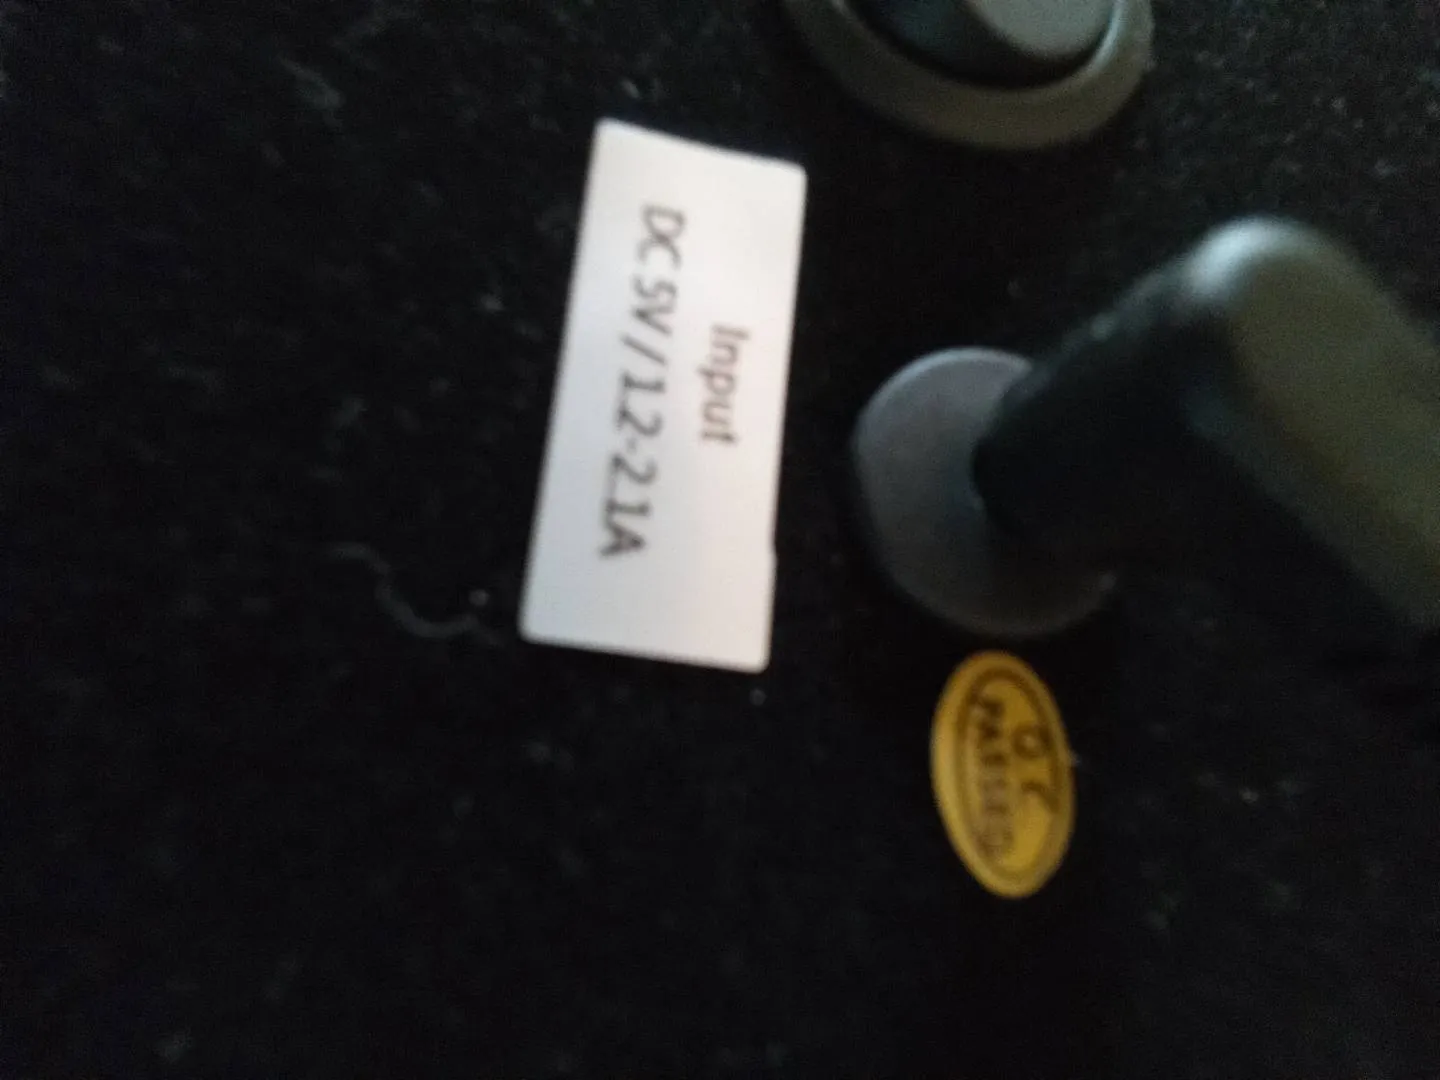 Input
DC 5V / 1.2-2.1A
QC
PASSED